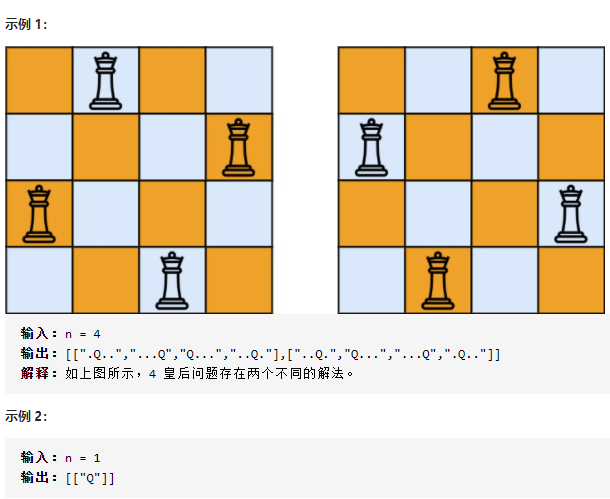 示例 1:
输入：n = 4
输出：[[".Q..","...Q","Q...","..Q."],["..Q.","Q...","...Q",".Q.."]]
解释：如上图所示，4 皇后问题存在两个不同的解法。
示例 2:
输入：n = 1
输出：[["Q"]]